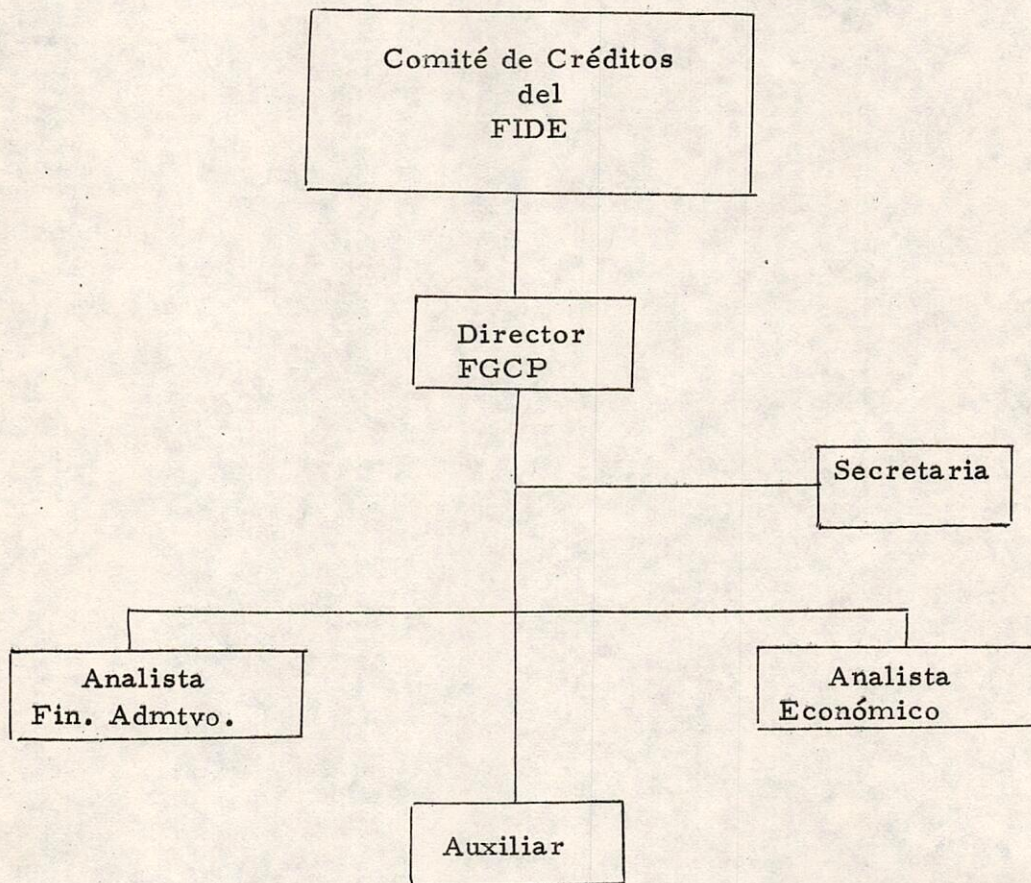 Comité de Créditos
del
FIDE
Director
FGCP
Secretaria
Analista
Fin. Admtvo.
Analista
Económico
Auxiliar